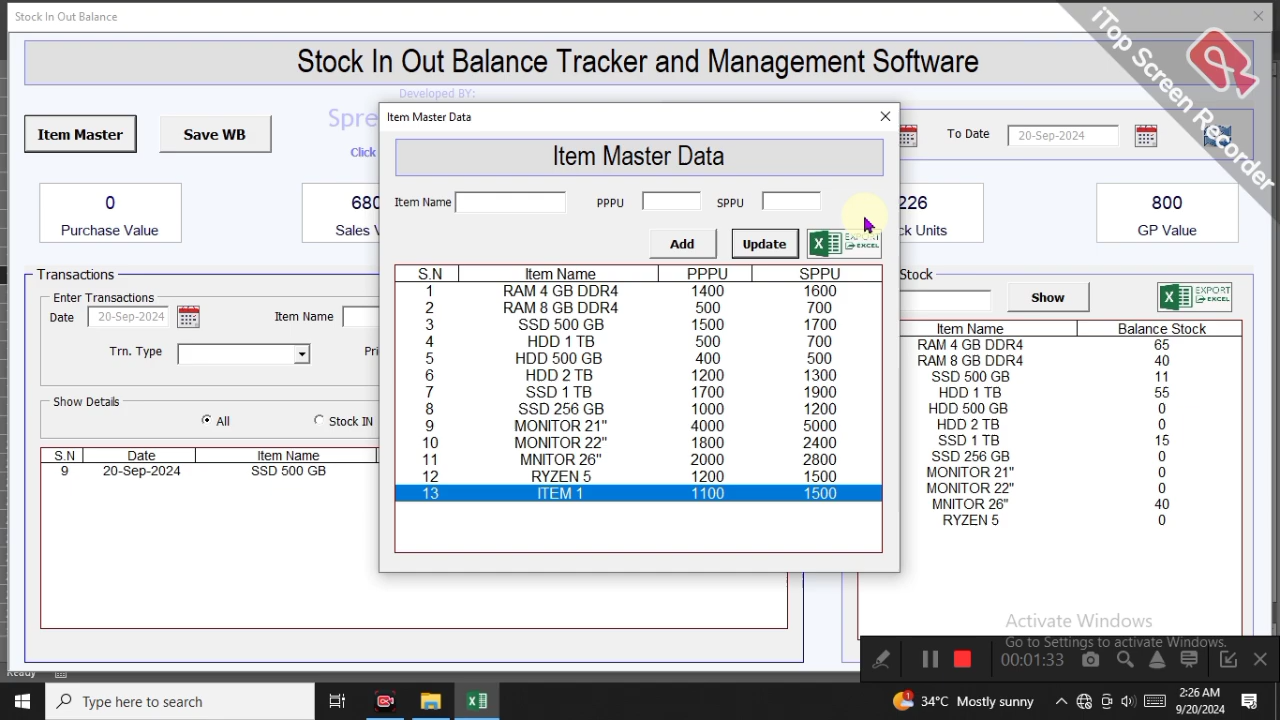 Stock In Out Balance
Stock In Out Balance Tracker and Management Software
iTop Screen Recorder
Developed BY:
Spre
Click
Item Master
Save WB
To Date
20-Sep-2024
0
Purchase Value
680
Sales V
226
ck Units
800
GP Value
Item Master Data
Item Master Data
Item Name
PPPU
SPPU
Add
Update
EXPORT
EXCEL
S.N Item Name PPPU SPPU
1 RAM 4 GB DDR4 1400 1600
2 RAM 8 GB DDR4 500 700
3 SSD 500 GB 1500 1700
4 HDD 1 TB 500 700
5 HDD 500 GB 400 500
6 HDD 2 TB 1200 1300
7 SSD 1 TB 1700 1900
8 SSD 256 GB 1000 1200
9 MONITOR 21" 4000 5000
10 MONITOR 22" 1800 2400
11 MNITOR 26" 2000 2800
12 RYZEN 5 1200 1500
13 ITEM 1 1100 1500
Transactions
Enter Transactions
Date 20-Sep-2024 Item Name
Trn. Type Pri
Show Details
All Stock IN
S.N Date Item Name
9 20-Sep-2024 SSD 500 GB
Stock
Show
EXPORT
EXCEL
Item Name Balance Stock
RAM 4 GB DDR4 65
RAM 8 GB DDR4 40
SSD 500 GB 11
HDD 1 TB 55
HDD 500 GB 0
HDD 2 TB 0
SSD 1 TB 15
SSD 256 GB 0
MONITOR 21" 0
MONITOR 22" 0
MNITOR 26" 40
RYZEN 5 0
Activate Windows
Go to Settings to activate Windows.
00:01:33
Ready
Type here to search
1
34°C Mostly sunny
2:26 AM
9/20/2024